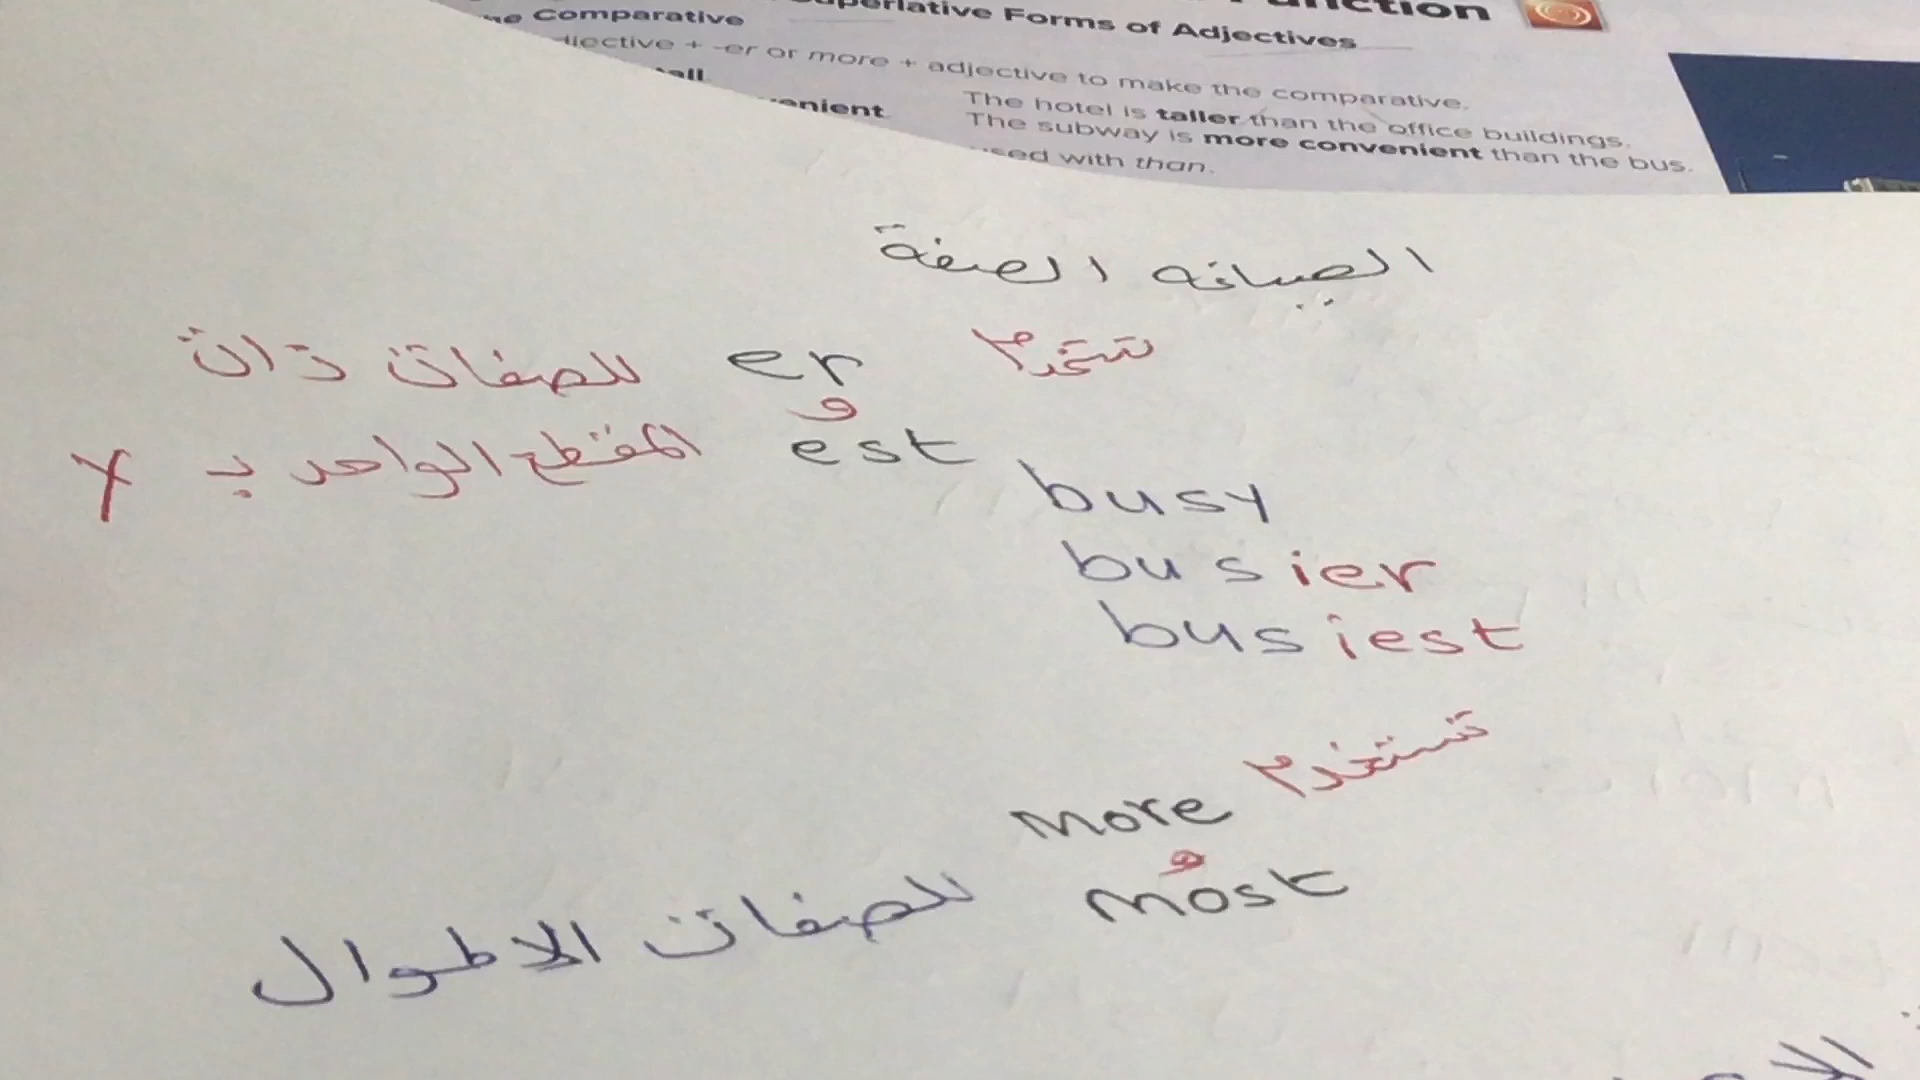 Comparative
Superlative Forms of Adjectives
-er or more + adjective to make the comparative.
The hotel is taller than the office buildings.
The subway is more convenient than the bus.
used with than.
الصفة
تستخدم er للصفات ذات
و
est المقطع الواحد بـ y
busy
busier
busiest
تستخدم
more
و
most للصفات الاطوال